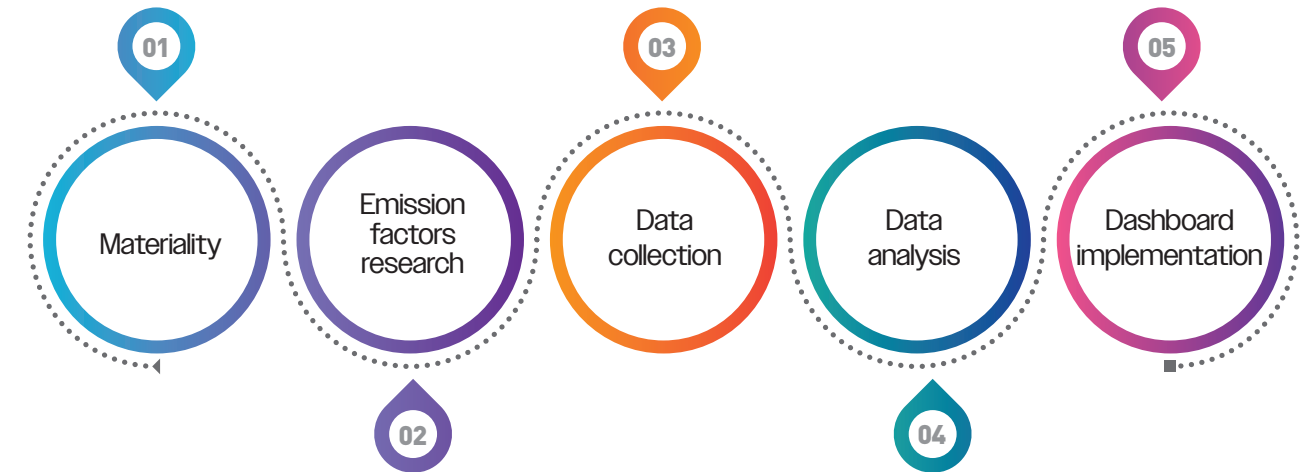 01
Materiality
02
Emission
factors
research
03
Data
collection
04
Data
analysis
05
Dashboard
implementation